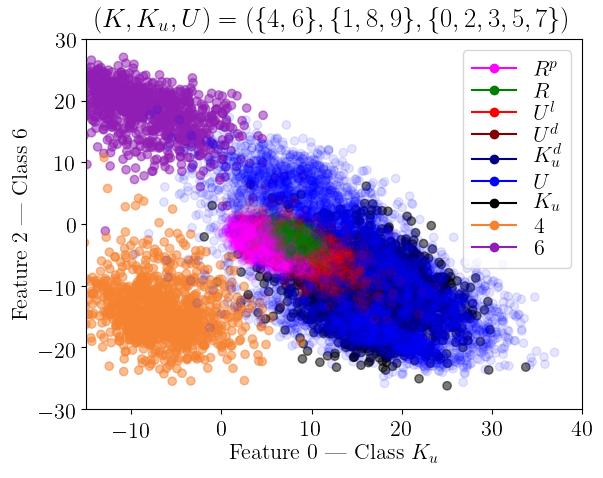 (K, K_u, U) = ({4, 6}, {1, 8, 9}, {0, 2, 3, 5, 7})
30
20
10
0
−10
−20
−30
Feature 2 — Class 6
−10
0
10
20
30
40
Feature 0 — Class K_u
R^p
R
U^l
U^d
K_u^d
U
K_u
4
6